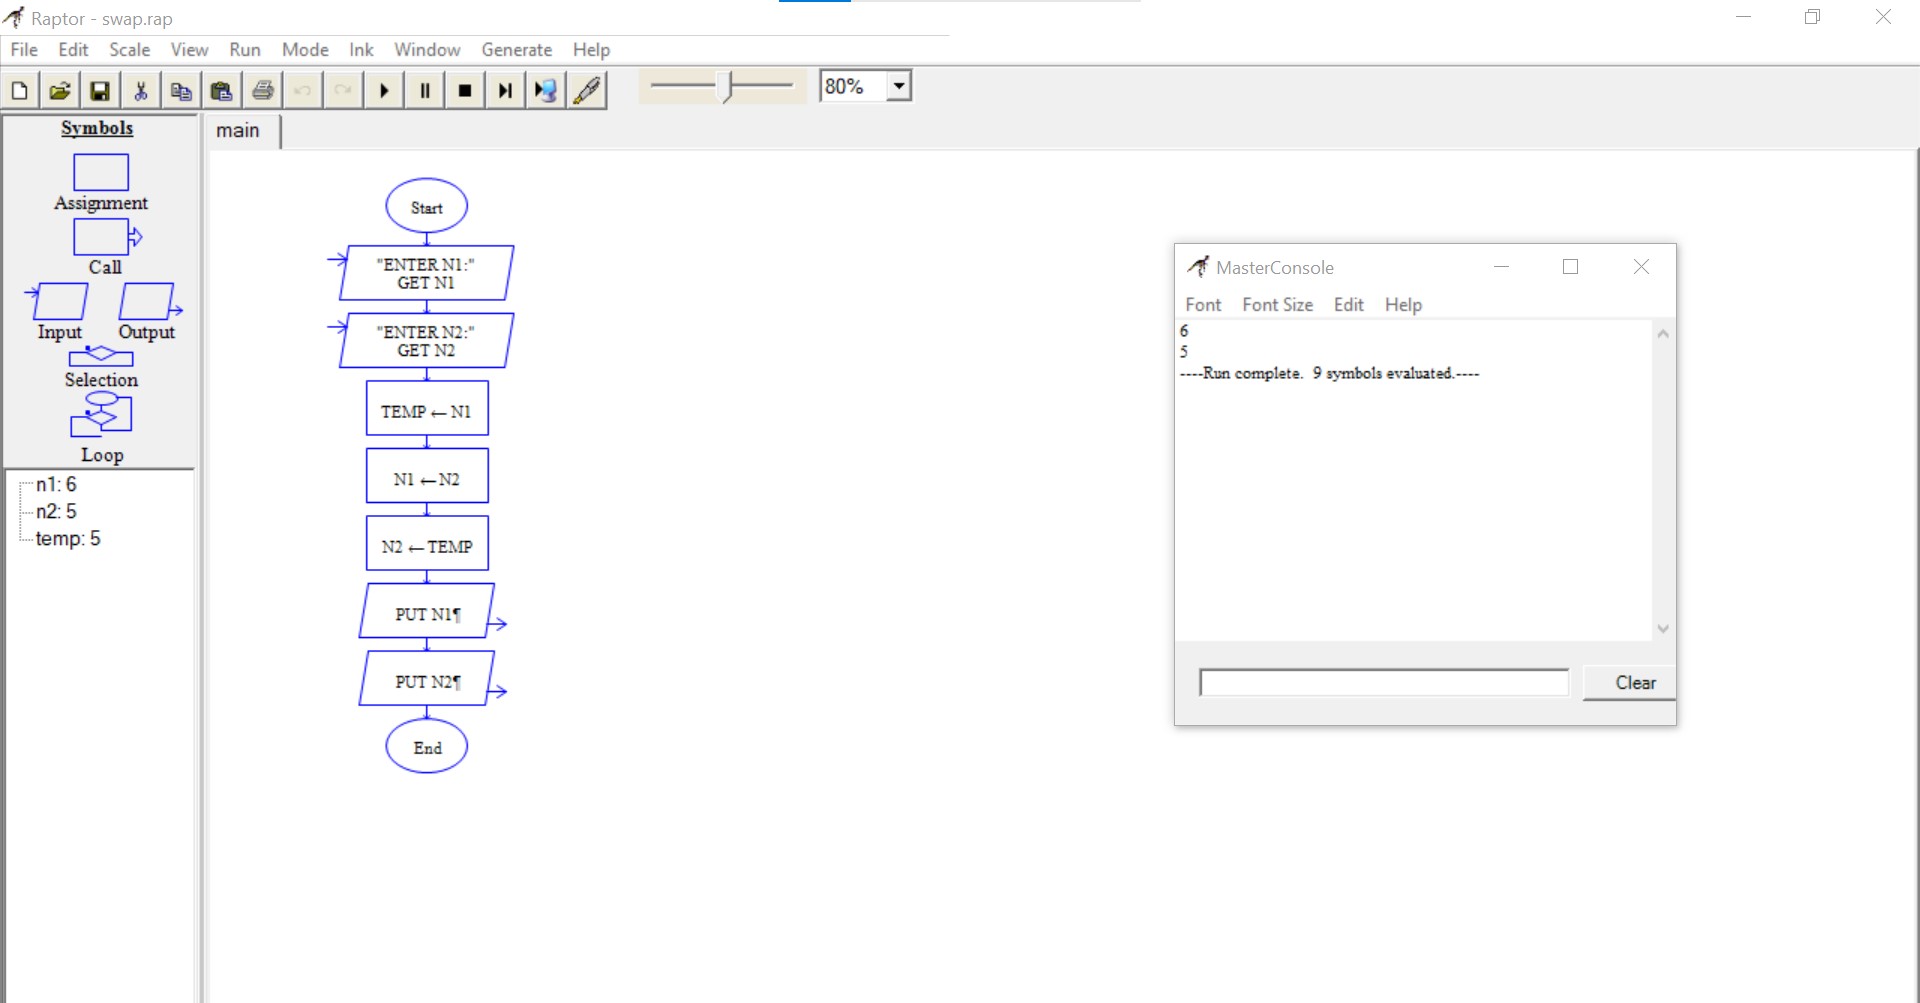 Raptor - swap.rap
File Edit Scale View Run Mode Ink Window Generate Help
80%
Symbols
Assignment
Call
Input Output
Selection
Loop
n1: 6
n2: 5
temp: 5
main
Start
"ENTER N1:"
GET N1
"ENTER N2:"
GET N2
TEMP ← N1
N1 ← N2
N2 ← TEMP
PUT N1¶
PUT N2¶
End
MasterConsole
Font Font Size Edit Help
6
5
----Run complete.  9 symbols evaluated.----
Clear